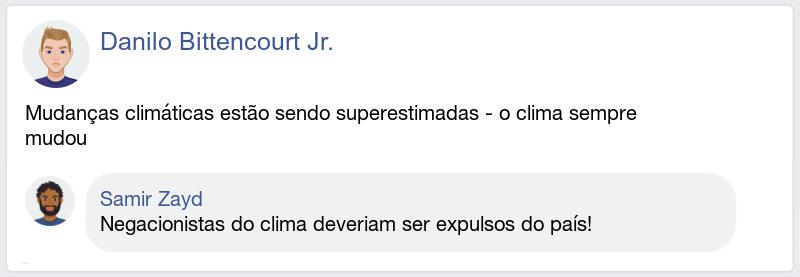 Danilo Bittencourt Jr.
Mudanças climáticas estão sendo superestimadas - o clima sempre
mudou
Samir Zayd
Negacionistas do clima deveriam ser expulsos do país!